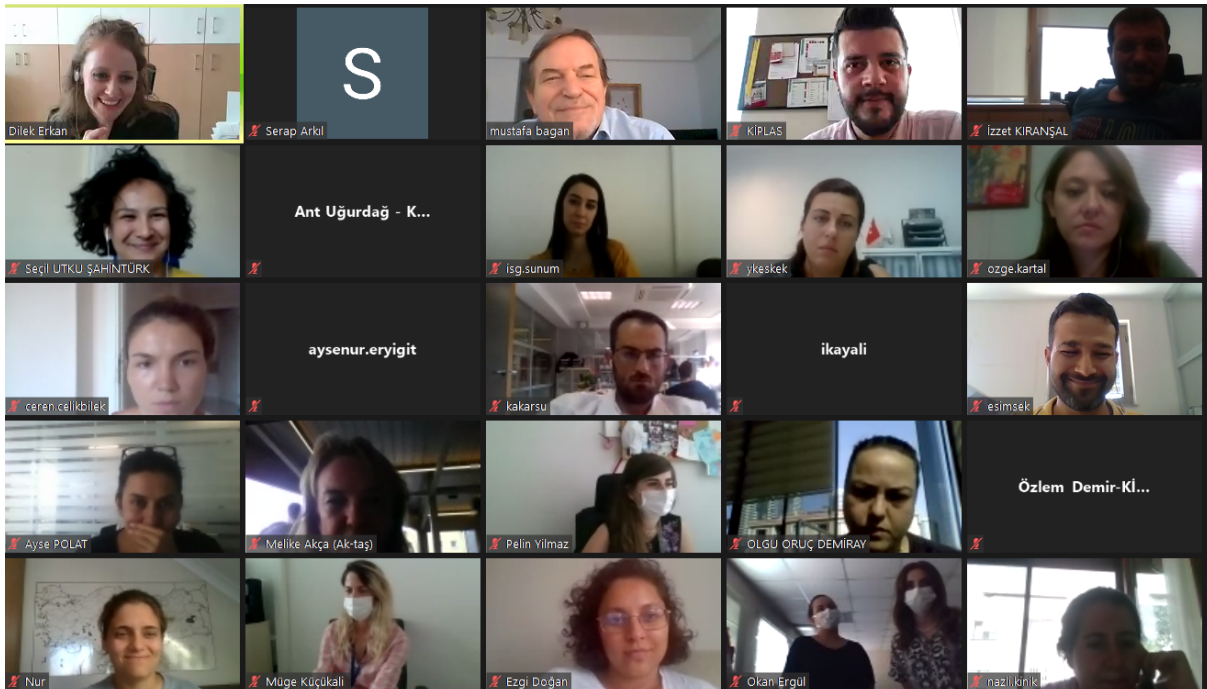 Dilek Erkan
S
Serap Arkıl
mustafa bagan
KİPLAS
İzzet KIRANŞAL
Seçil UTKU ŞAHİNTÜRK
Ant Uğurdağ - K...
isg.sunum
ykeskek
ozge.kartal
ceren.celikbilek
aysenur.eryigit
kakarsu
ikayali
esimsek
Ayse POLAT
Melike Akça (Ak-taş)
Pelin Yilmaz
OLGU ORUÇ DEMİRAY
Özlem Demir-Kİ...
Nur
Müge Küçükali
Ezgi Doğan
Okan Ergül
nazli.kinik